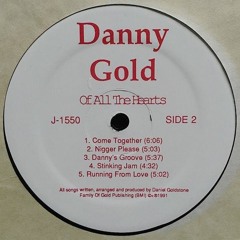 Danny
Gold
Of All The Hearts
J-1550 SIDE 2
1. Come Together (6:06)
2. Nigger Please (5:03)
3. Danny's Groove (5:37)
4. Stinking Jam (4:32)
5. Running From Love (5:02)
All songs written, arranged and produced by Daniel Goldstone
Family Of Gold Publishing (BMI)